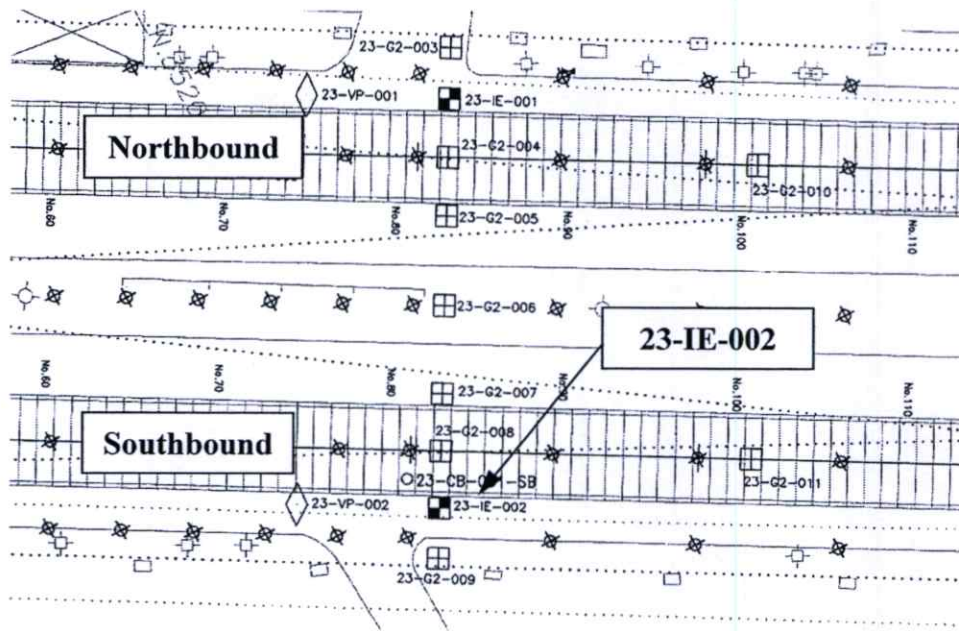 23-G2-003
23-VP-001
23-IE-001
Northbound
23-G2-004
23-G2-010
No.60
No.70
No.80
23-G2-005
No.90
No.100
No.110
23-G2-006
23-IE-002
No.60
No.70
No.80
23-G2-007
No.100
No.110
Southbound
23-G2-008
23-G2-011
23-VP-002
23-IE-002
23-G2-009